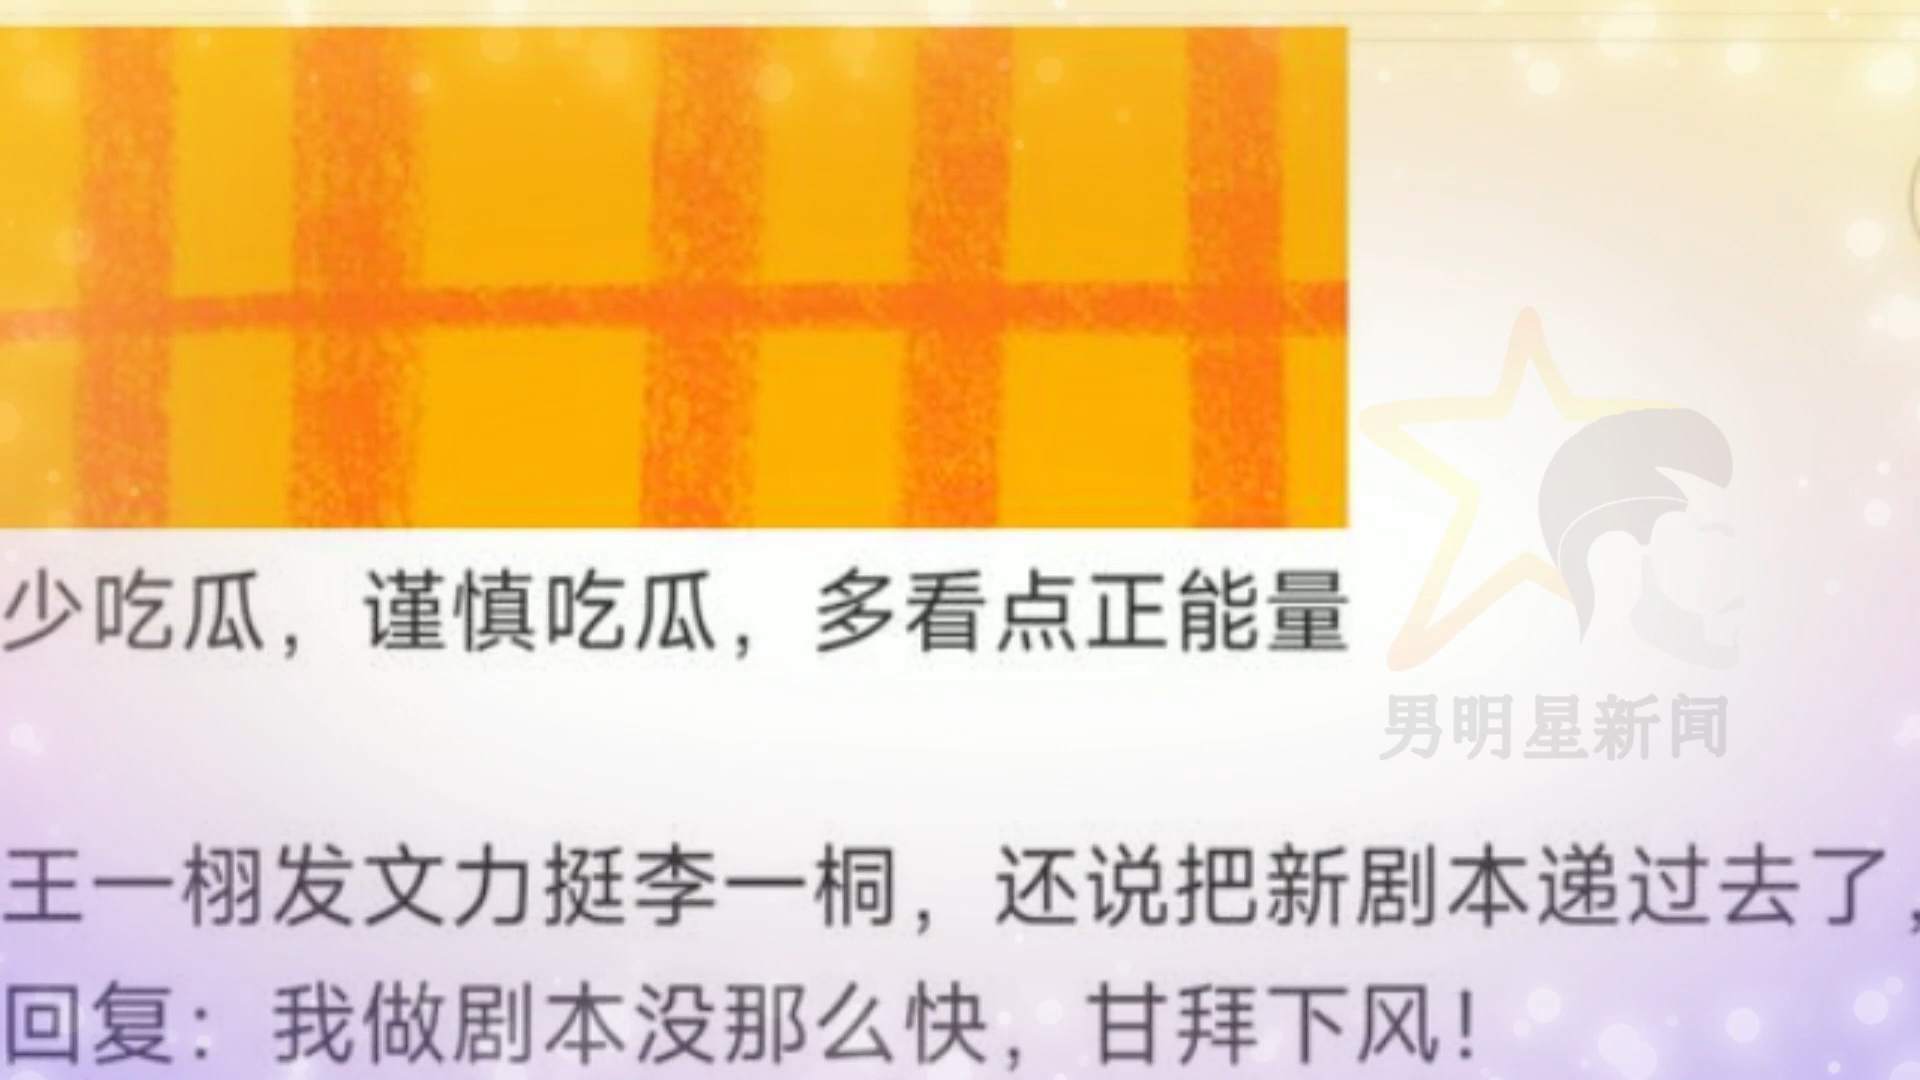 少吃瓜，谨慎吃瓜，多看点正能量
男明星新闻
王一栩发文力挺李一桐，还说把新剧本递过去了，
回复：我做剧本没那么快，甘拜下风！